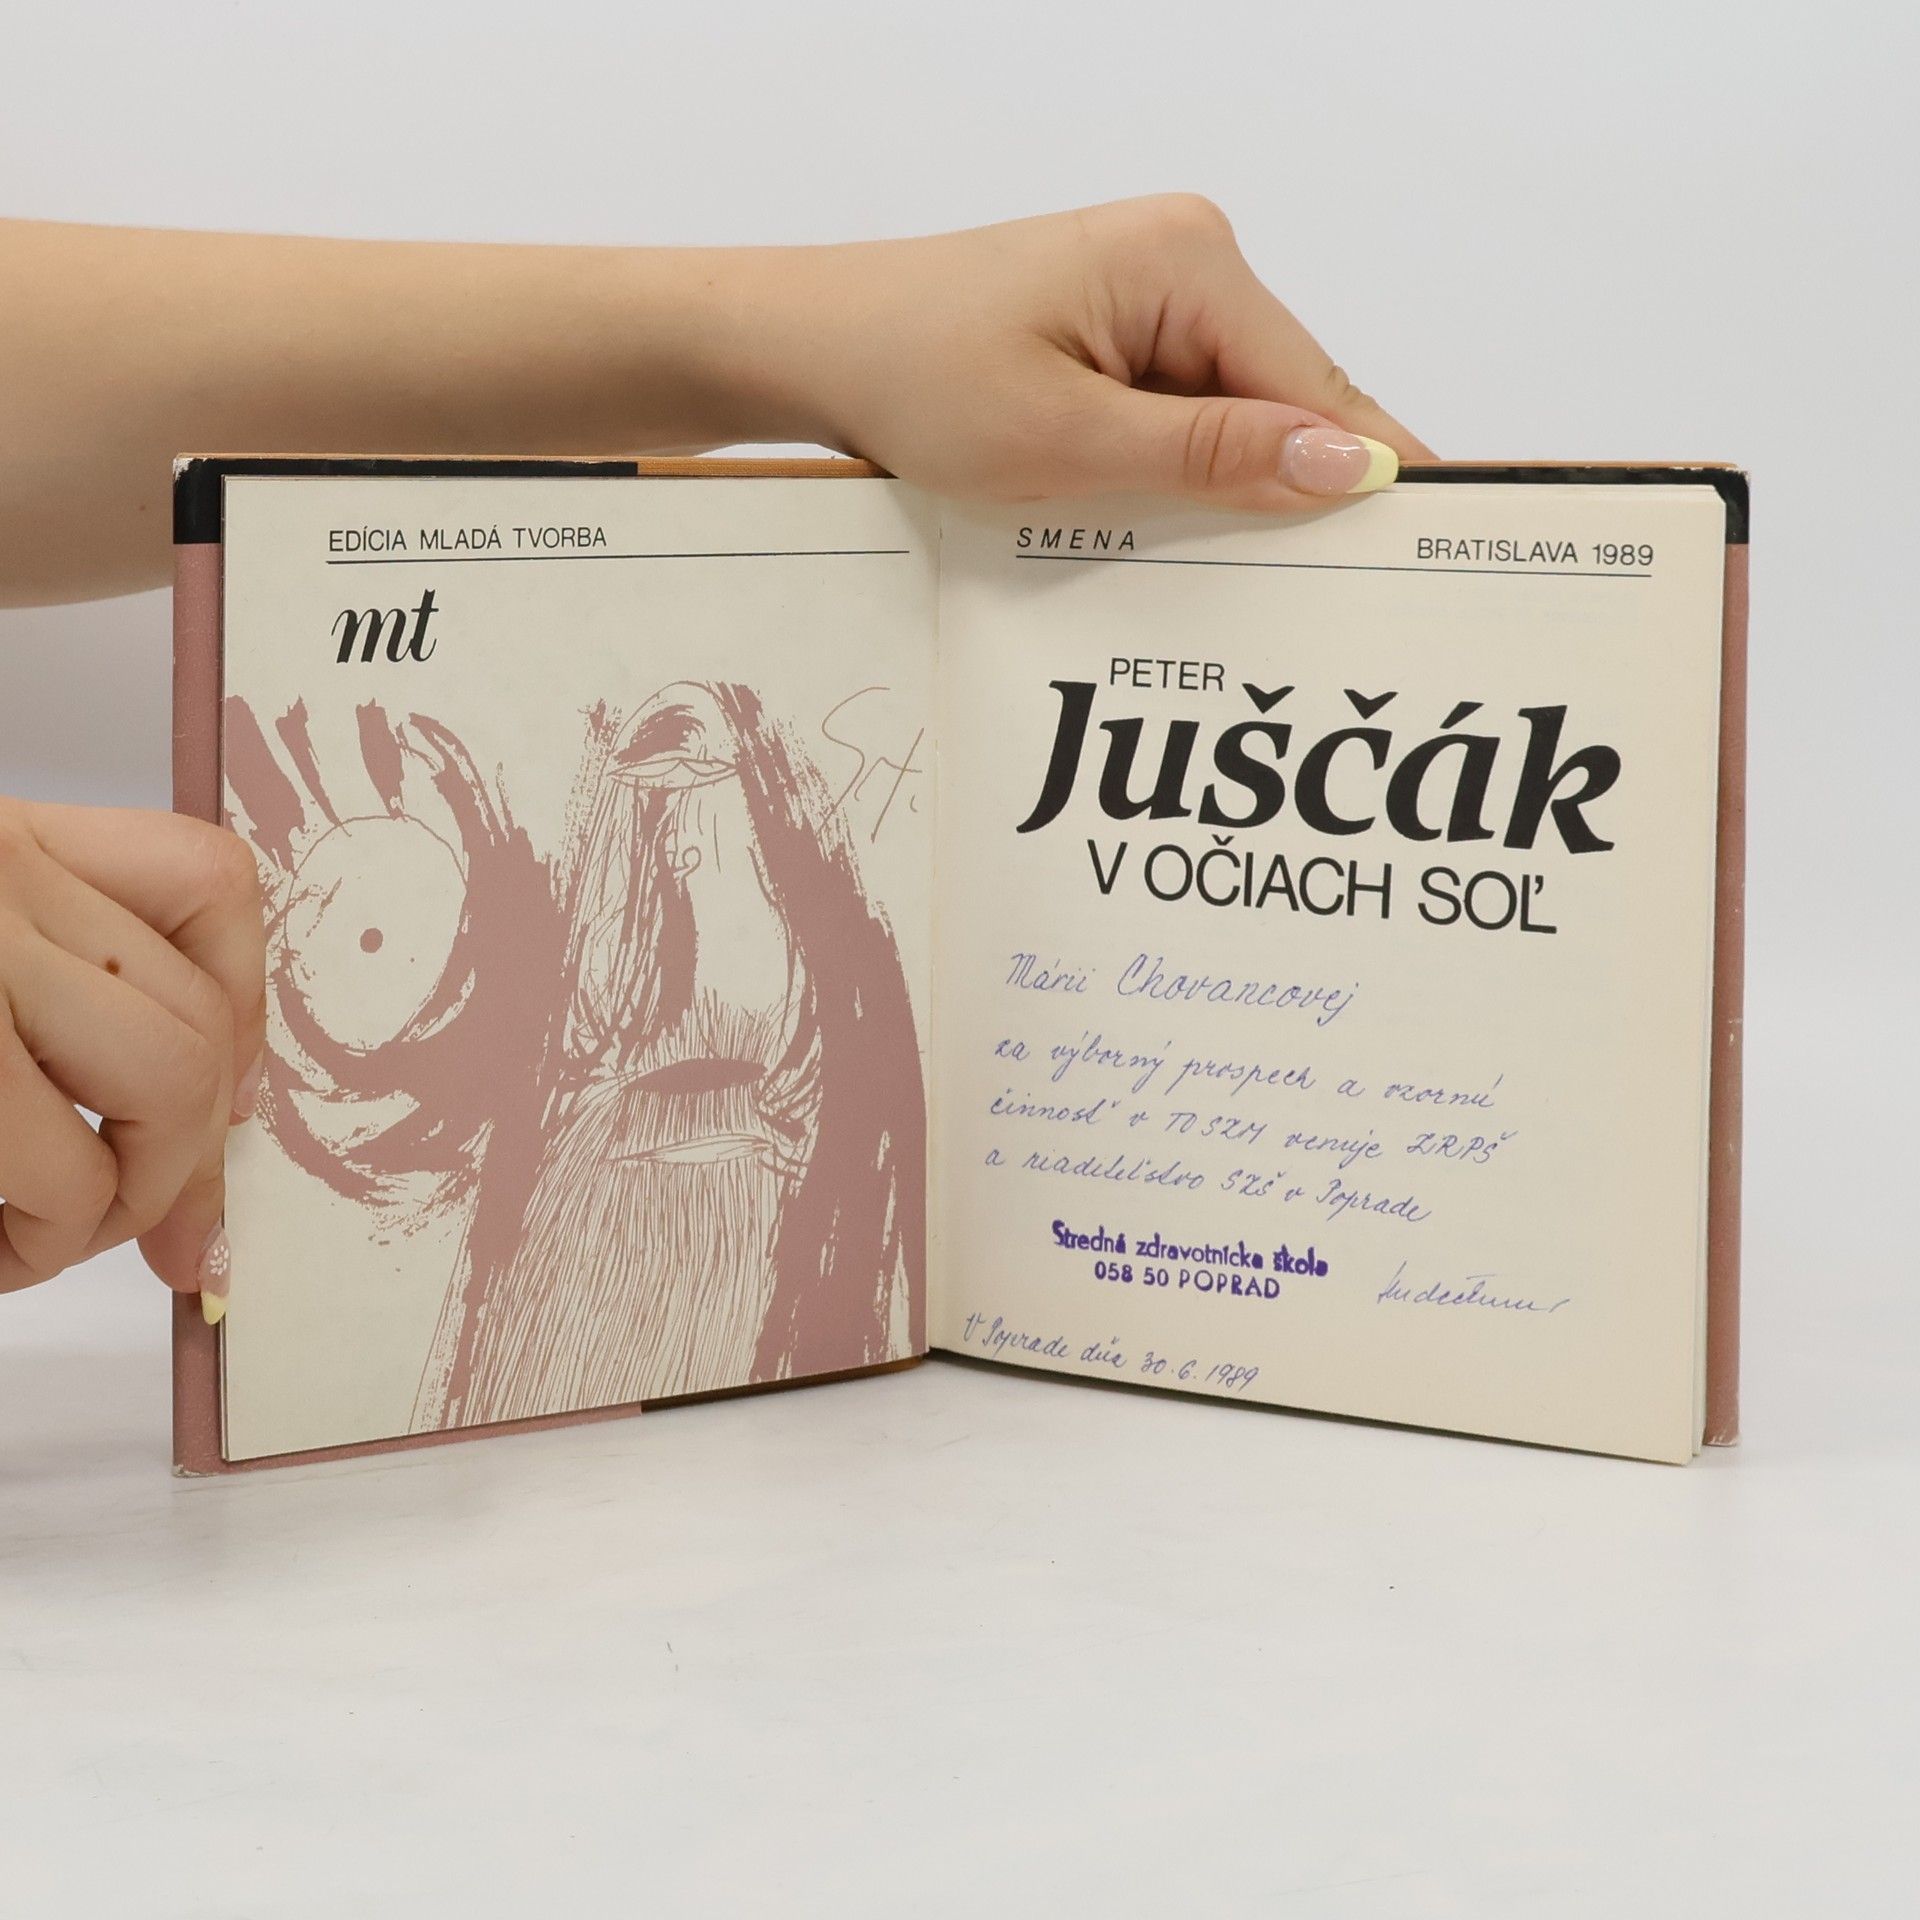 EDÍCIA MLADÁ TVORBA
mt
SMENA BRATISLAVA 1989
PETER
Juščák
V OČIACH SOĽ
Márii Chovancovej
za výborný prospech a vzornú
činnosť v TO SZM venuje ZRPŠ
a riaditeľstvo SZŠ v Poprade
Stredná zdravotnícka škola
058 50 POPRAD
V Poprade dňa 30.6.1989